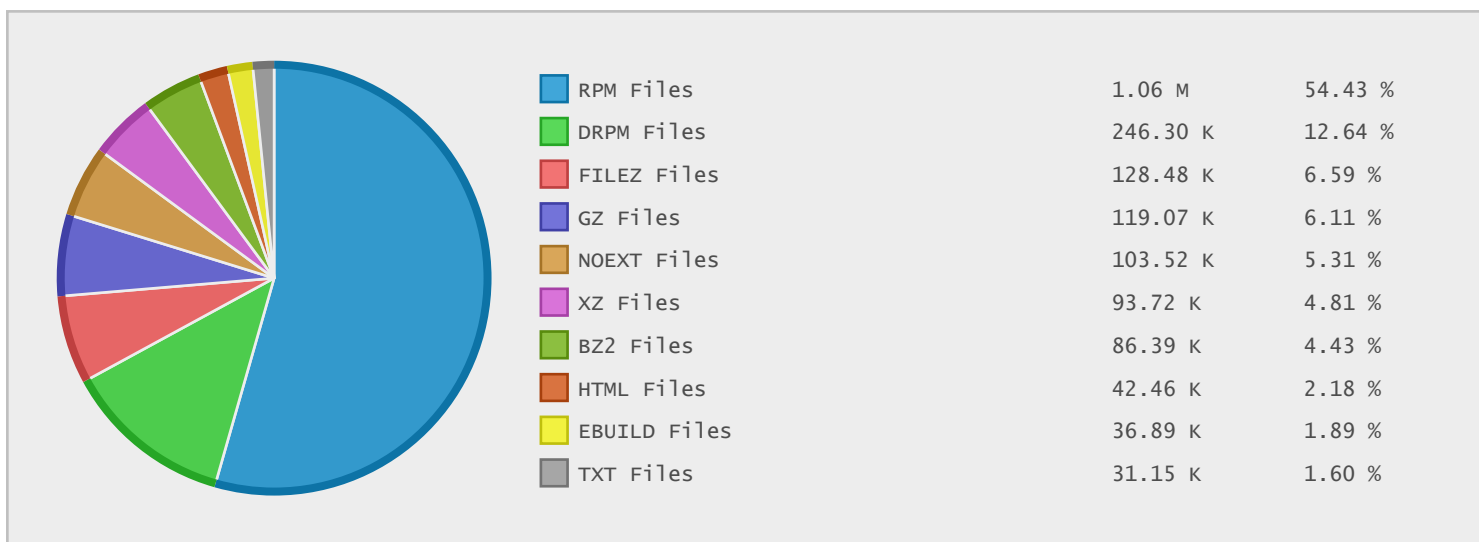 RPM Files 1.06 M 54.43 %
DRPM Files 246.30 K 12.64 %
FILEZ Files 128.48 K 6.59 %
GZ Files 119.07 K 6.11 %
NOEXT Files 103.52 K 5.31 %
XZ Files 93.72 K 4.81 %
BZ2 Files 86.39 K 4.43 %
HTML Files 42.46 K 2.18 %
EBUILD Files 36.89 K 1.89 %
TXT Files 31.15 K 1.60 %